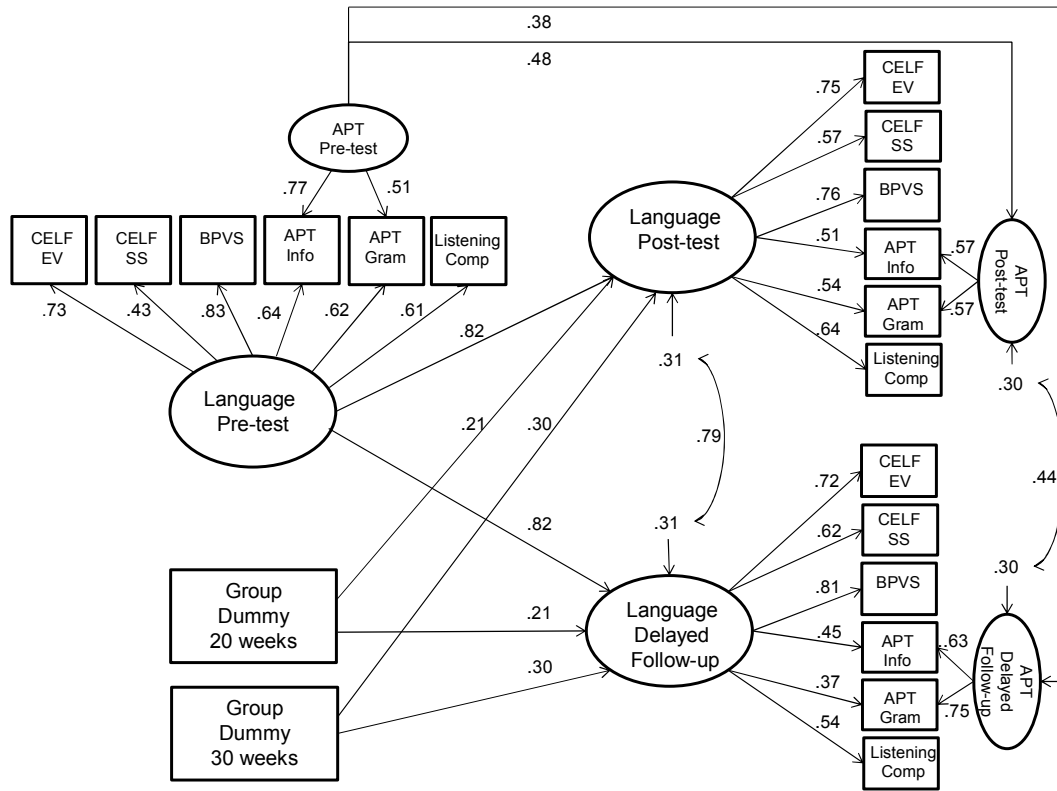 .38
.48
APT
Pre-test
.77
.51
CELF
EV
CELF
SS
BPVS
APT
Info
APT
Gram
Listening
Comp
.73
.43
.83
.64
.62
.61
Language
Pre-test
.82
.21
.30
.82
Group
Dummy
20 weeks
.21
Group
Dummy
30 weeks
.30
Language
Post-test
.31
.79
.31
Language
Delayed
Follow-up
.75
.57
.76
.51
.54
.64
CELF
EV
CELF
SS
BPVS
APT
Info
APT
Gram
Listening
Comp
.57
.57
APT
Post-test
.30
.44
.30
.72
.62
.81
.45
.37
.54
CELF
EV
CELF
SS
BPVS
APT
Info
APT
Gram
Listening
Comp
.63
.75
APT
Delayed
Follow-up